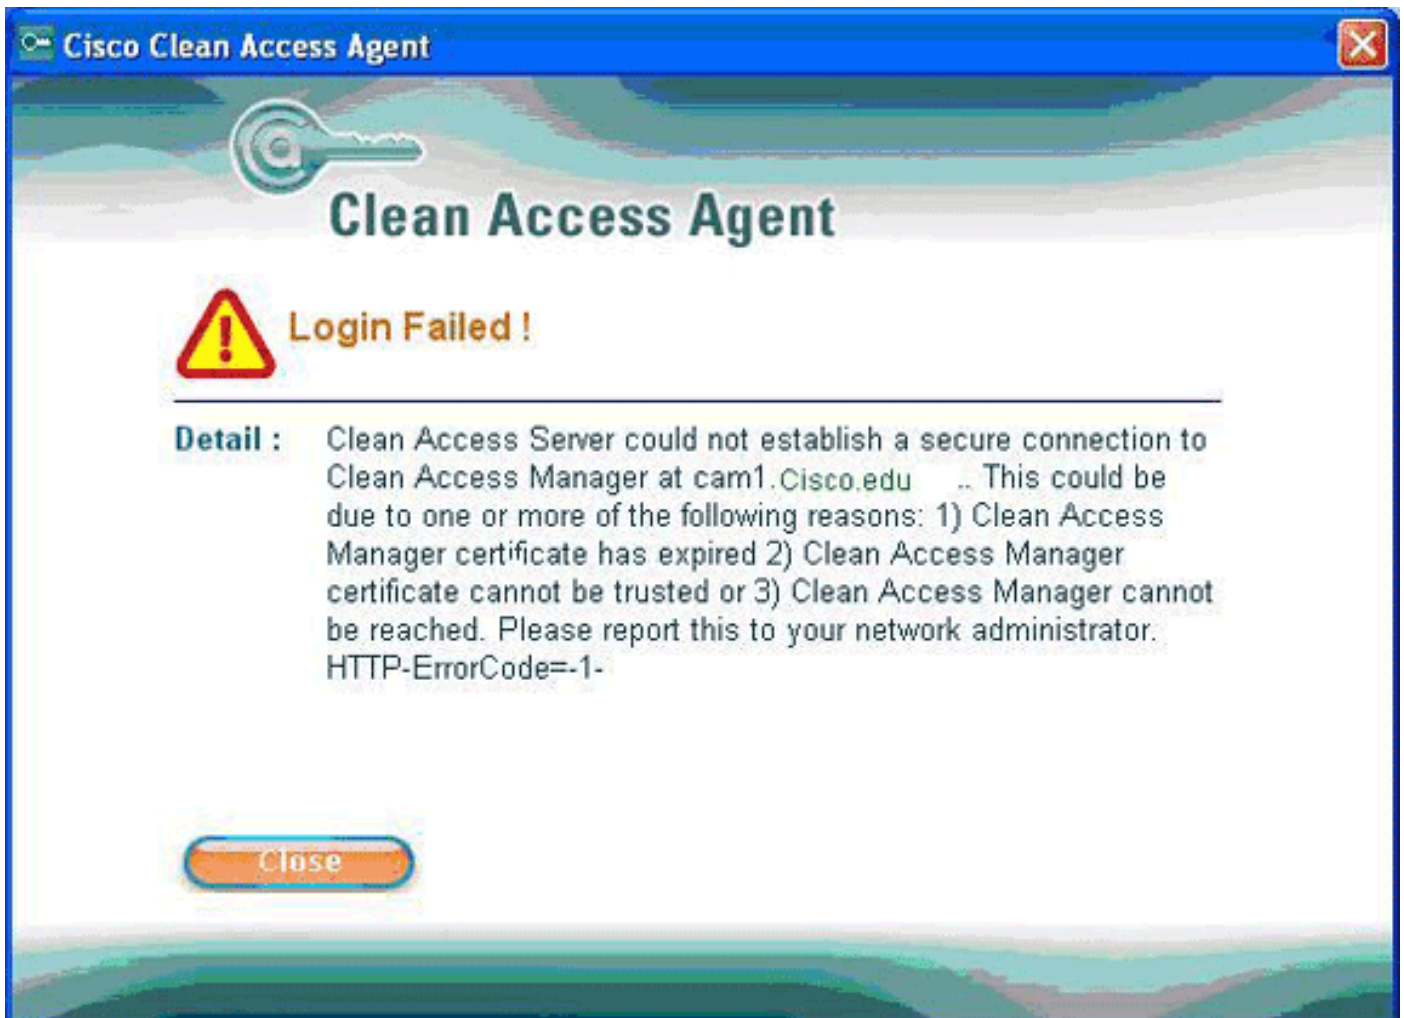 Cisco Clean Access Agent
Clean Access Agent
Login Failed !
Detail : Clean Access Server could not establish a secure connection to
Clean Access Manager at cam1.Cisco.edu .. This could be
due to one or more of the following reasons: 1) Clean Access
Manager certificate has expired 2) Clean Access Manager
certificate cannot be trusted or 3) Clean Access Manager cannot
be reached. Please report this to your network administrator.
HTTP-ErrorCode=-1-
Close